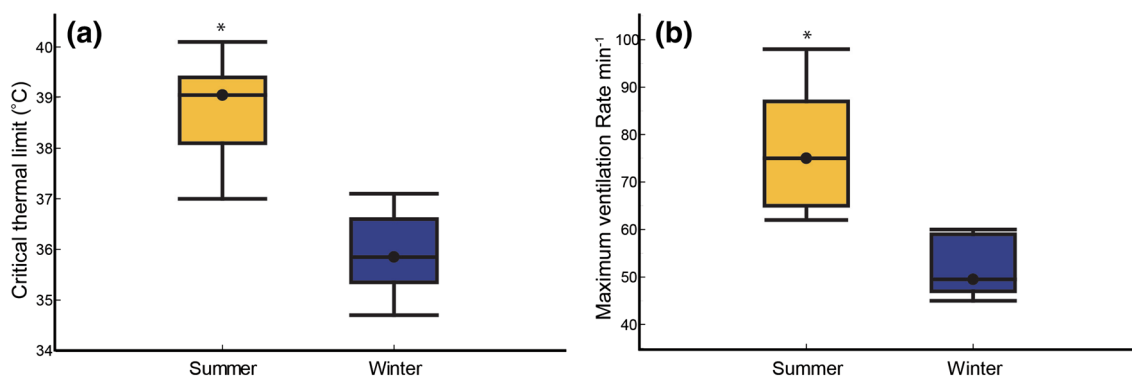 (a)
*
Critical thermal limit (°C)
40
39
38
37
36
35
34
Summer
Winter
(b)
*
Maximum ventilation Rate min⁻¹
100
90
80
70
60
50
40
Summer
Winter